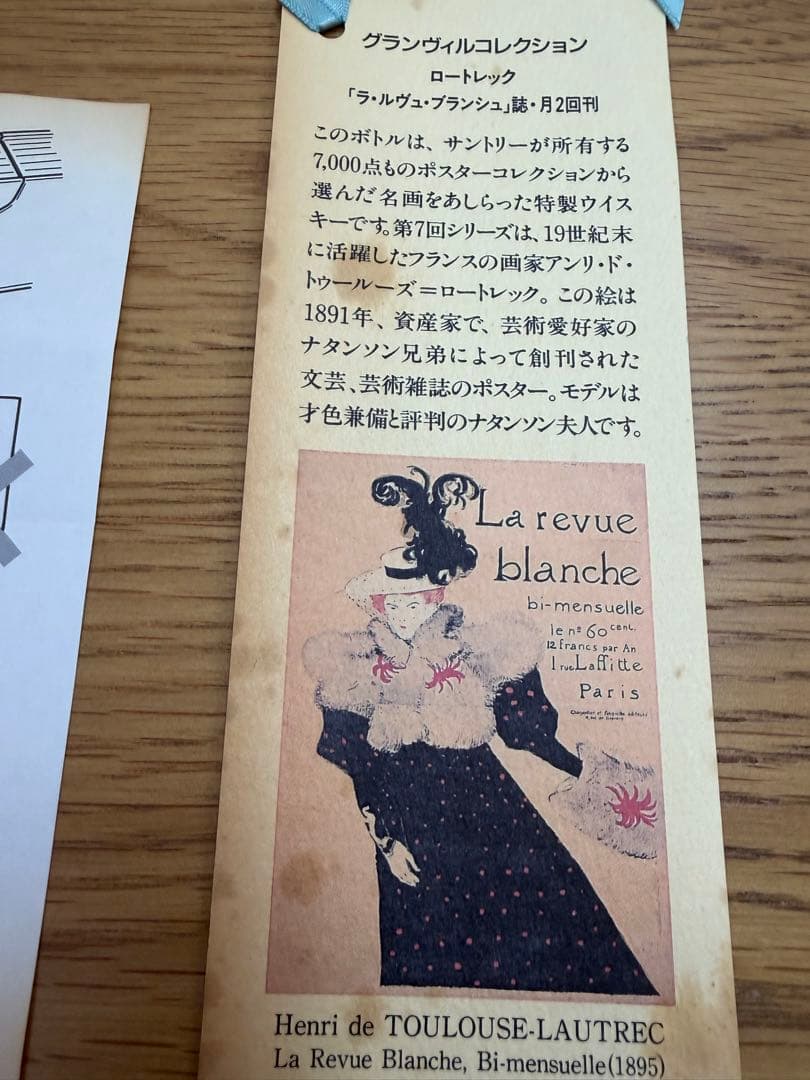 グランヴィルコレクション
ロートレック
「ラ・ルヴュ・ブランシュ」誌・月2回刊
このボトルは、サントリーが所有する
7,000点ものポスターコレクションから
選んだ名画をあしらった特製ウイス
キーです。第7回シリーズは、19世紀末
に活躍したフランスの画家アンリ・ド・
トゥールーズ=ロートレック。この絵は
1891年、資産家で、芸術愛好家の
ナタンソン兄弟によって創刊された
文芸、芸術雑誌のポスター。モデルは
才色兼備と評判のナタンソン夫人です。
La revue
blanche
bi-mensuelle
le nº 60 cent.
12 francs par An
1 rue Laffitte
Paris
Henri de TOULOUSE-LAUTREC
La Revue Blanche, Bi-mensuelle(1895)